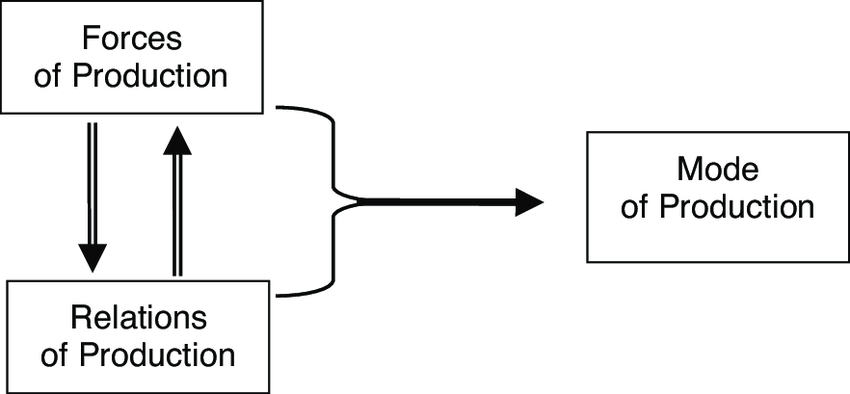 Forces
of Production
Mode
of Production
Relations
of Production